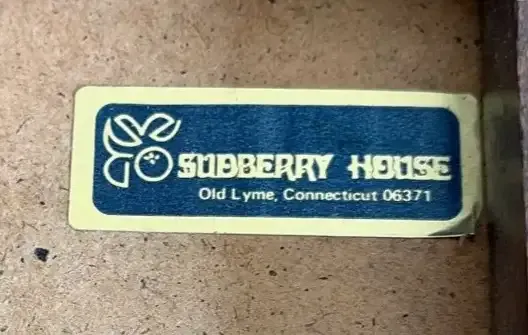 SUDBERRY HOUSE
Old Lyme, Connecticut 06371